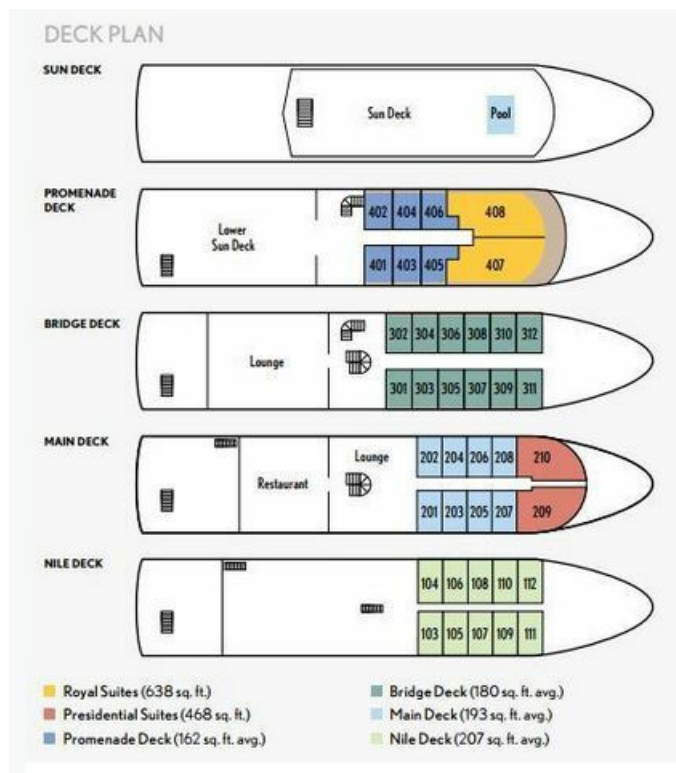 DECK PLAN
SUN DECK
Sun Deck
Pool
PROMENADE
DECK
Lower
Sun Deck
402 404 406 408
401 403 405 407
BRIDGE DECK
Lounge
302 304 306 308 310 312
301 303 305 307 309 311
MAIN DECK
Restaurant
Lounge
202 204 206 208 210
201 203 205 207 209
NILE DECK
104 106 108 110 112
103 105 107 109 111
Royal Suites (638 sq. ft.)
Presidential Suites (468 sq. ft.)
Promenade Deck (162 sq. ft. avg.)
Bridge Deck (180 sq. ft. avg.)
Main Deck (193 sq. ft. avg.)
Nile Deck (207 sq. ft. avg.)